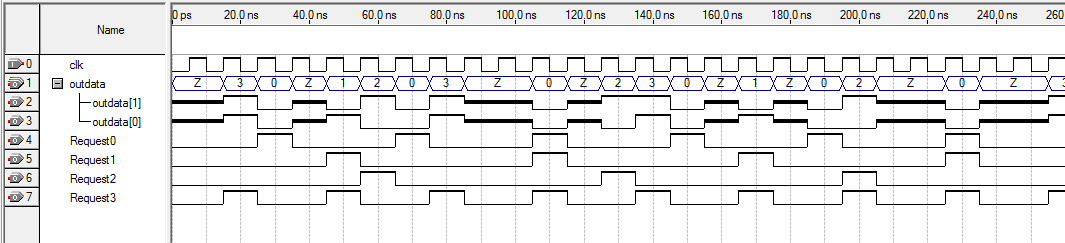 Name
0 ps 20.0 ns 40.0 ns 60.0 ns 80.0 ns 100.0 ns 120.0 ns 140.0 ns 160.0 ns 180.0 ns 200.0 ns 220.0 ns 240.0 ns 260.
0 clk
1 outdata Z 3 0 Z 1 2 0 3 Z 0 Z 2 3 0 Z 1 Z 0 2 Z 0 Z
2 outdata[1]
3 outdata[0]
4 Request0
5 Request1
6 Request2
7 Request3